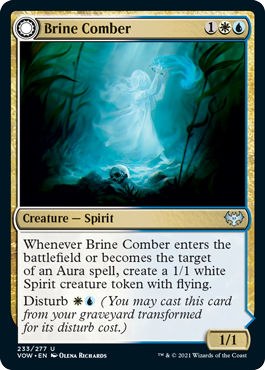 Brine Comber 1
Creature — Spirit
Whenever Brine Comber enters the
battlefield or becomes the target
of an Aura spell, create a 1/1 white
Spirit creature token with flying.
Disturb (You may cast this card
from your graveyard transformed
for its disturb cost.)
1/1
233/277 U
VOW • EN Olena Richards ™ & © 2021 Wizards of the Coast